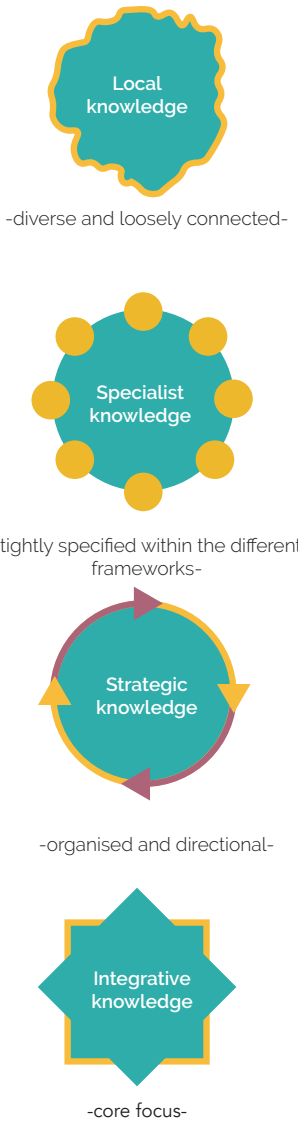 Local
knowledge
-diverse and loosely connected-
Specialist
knowledge
tightly specified within the different
frameworks-
Strategic
knowledge
-organised and directional-
Integrative
knowledge
-core focus-